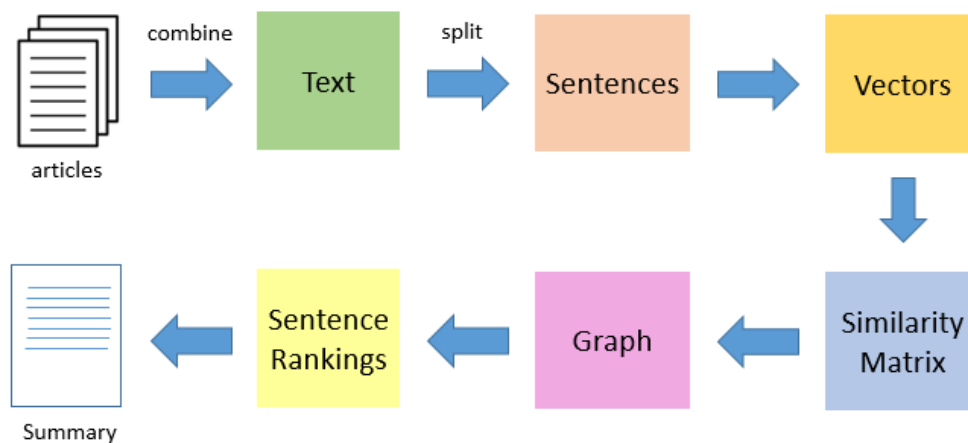 combine
split
Text
Sentences
Vectors
articles
Similarity
Matrix
Graph
Sentence
Rankings
Summary